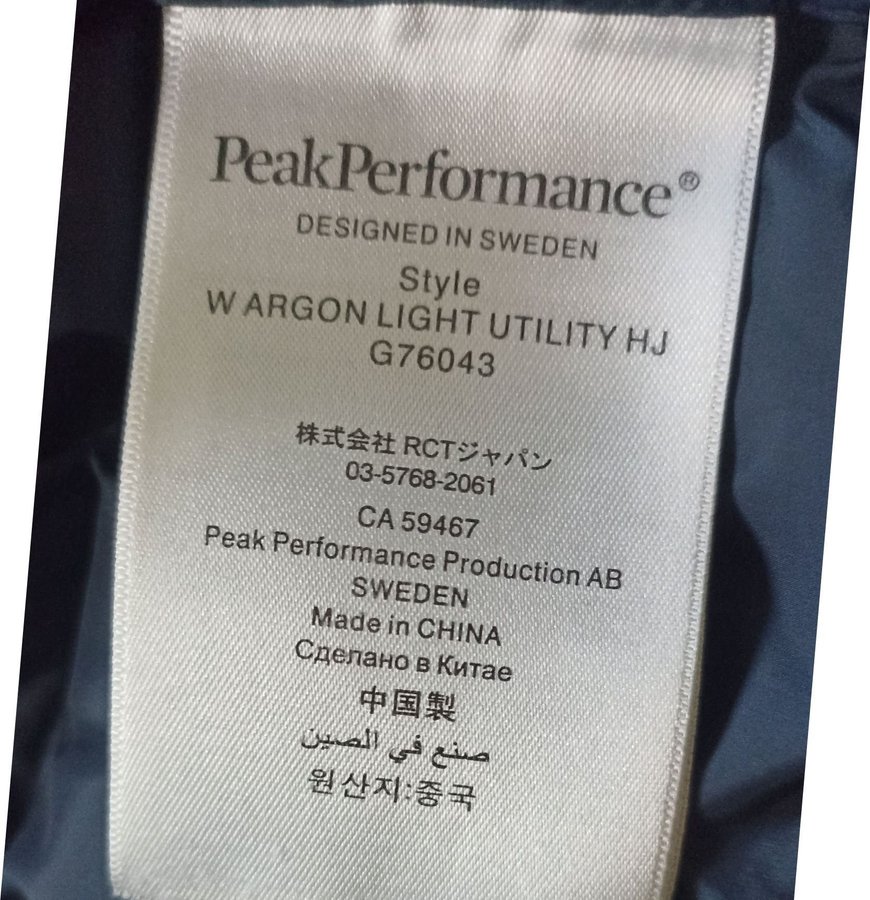 PeakPerformance®
DESIGNED IN SWEDEN
Style
W ARGON LIGHT UTILITY HJ
G76043
株式会社 RCTジャパン
03-5768-2061
CA 59467
Peak Performance Production AB
SWEDEN
Made in CHINA
Сделано в Китае
中国製
صنع في الصين
원산지:중국